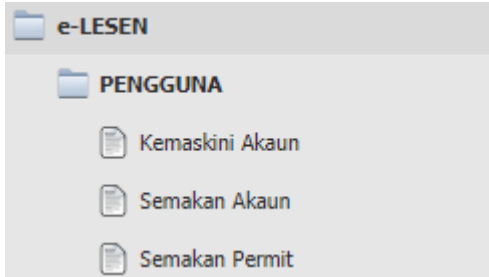 e-LESEN
PENGGUNA
Kemaskini Akaun
Semakan Akaun
Semakan Permit